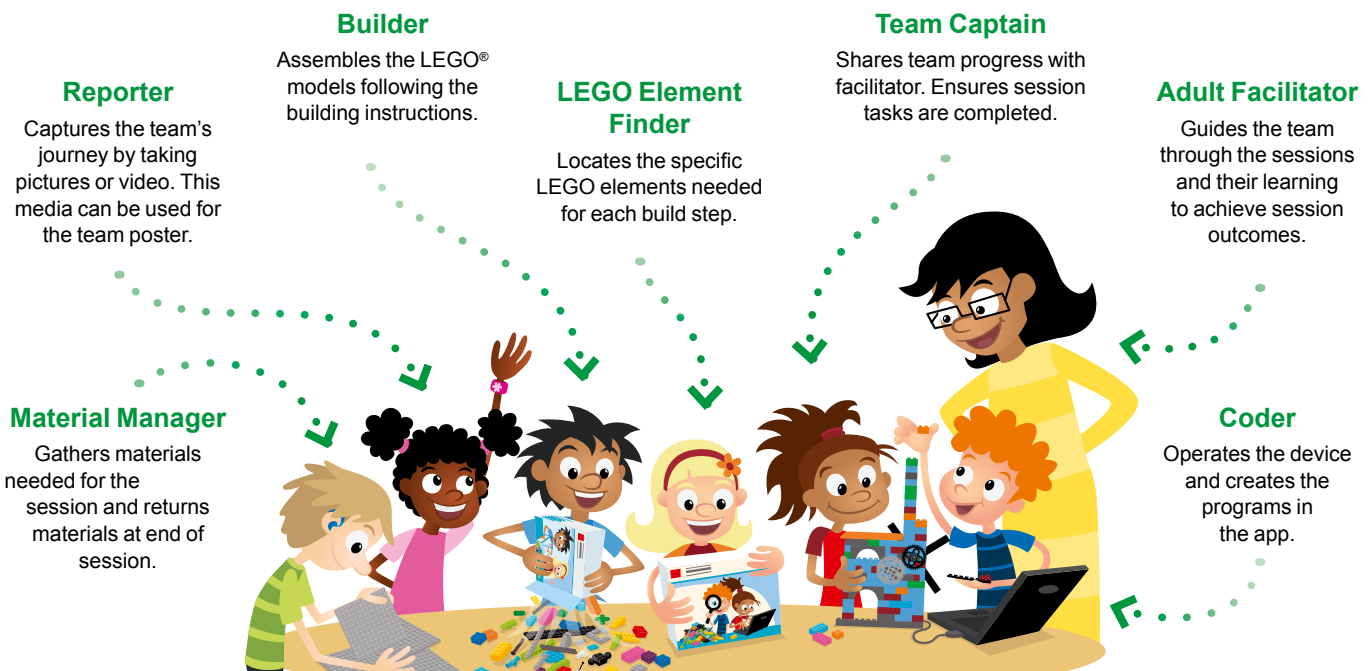 Builder
Assembles the LEGO®
models following the
building instructions.
Team Captain
Shares team progress with
facilitator. Ensures session
tasks are completed.
Reporter
Captures the team's
journey by taking
pictures or video. This
media can be used for
the team poster.
LEGO Element
Finder
Locates the specific
LEGO elements needed
for each build step.
Adult Facilitator
Guides the team
through the sessions
and their learning
to achieve session
outcomes.
Material Manager
Gathers materials
needed for the
session and returns
materials at end of
session.
Coder
Operates the device
and creates the
programs in
the app.